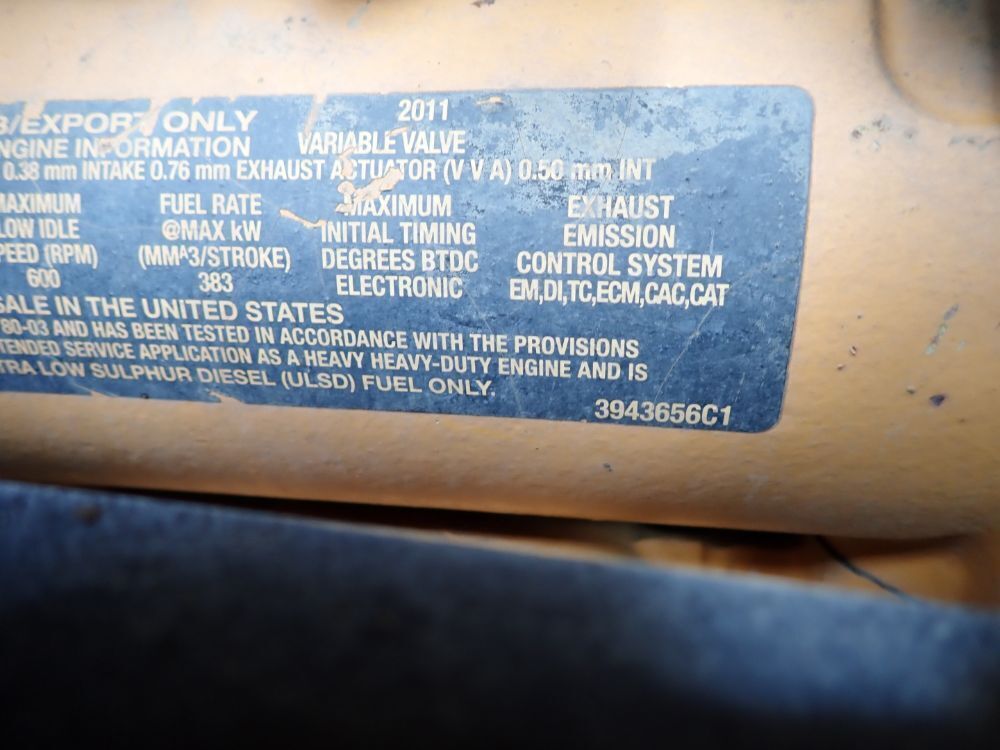 B/EXPORT ONLY
2011
NGINE INFORMATION VARIABLE VALVE
0.38 mm INTAKE 0.76 mm EXHAUST ACTUATOR (V V A) 0.50 mm INT
MAXIMUM FUEL RATE MAXIMUM EXHAUST
LOW IDLE @MAX kW INITIAL TIMING EMISSION
PEED (RPM) (MM^3/STROKE) DEGREES BTDC CONTROL SYSTEM
600 383 ELECTRONIC EM,DI,TC,ECM,CAC,CAT
SALE IN THE UNITED STATES
80-03 AND HAS BEEN TESTED IN ACCORDANCE WITH THE PROVISIONS
TENDED SERVICE APPLICATION AS A HEAVY HEAVY-DUTY ENGINE AND IS
TRA LOW SULPHUR DIESEL (ULSD) FUEL ONLY.
3943656C1